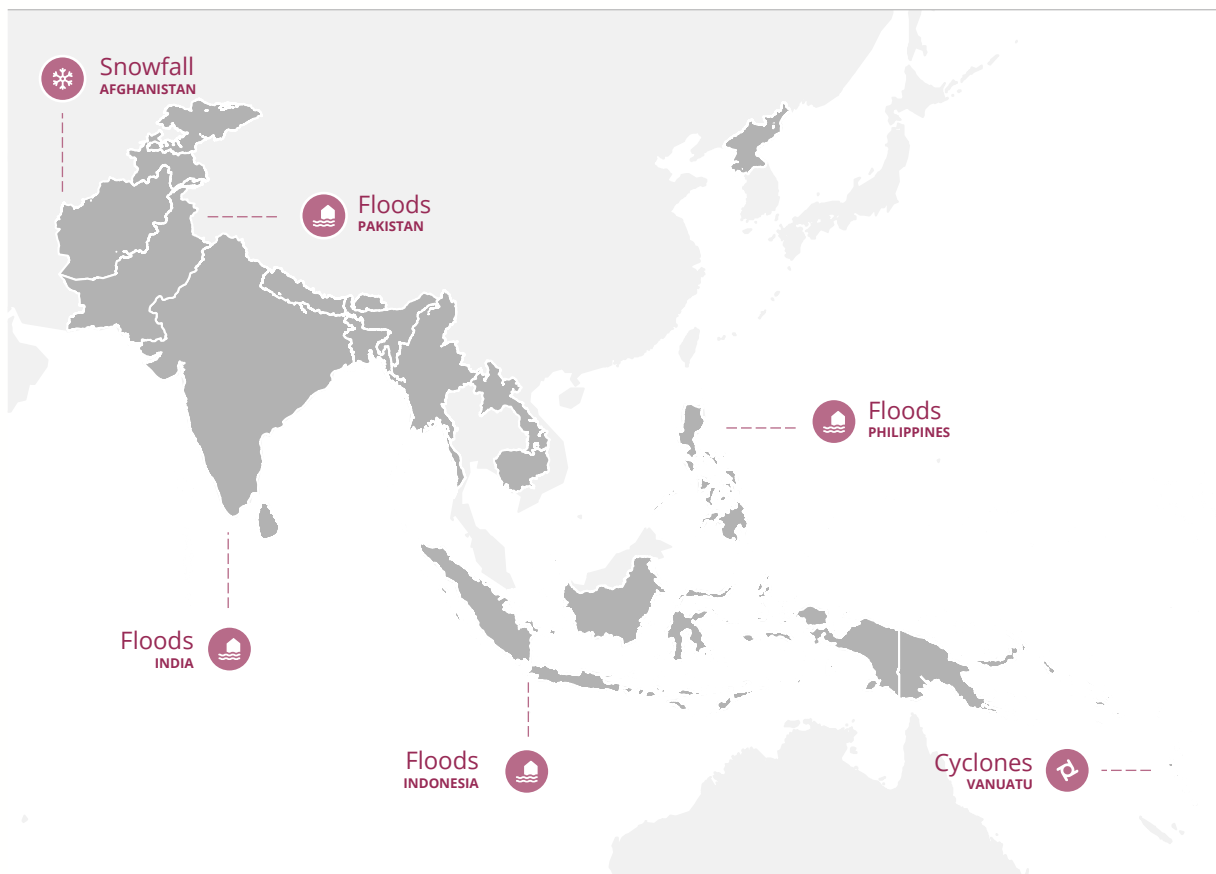 Snowfall
AFGHANISTAN
Floods
PAKISTAN
Floods
PHILIPPINES
Floods
INDIA
Floods
INDONESIA
Cyclones
VANUATU